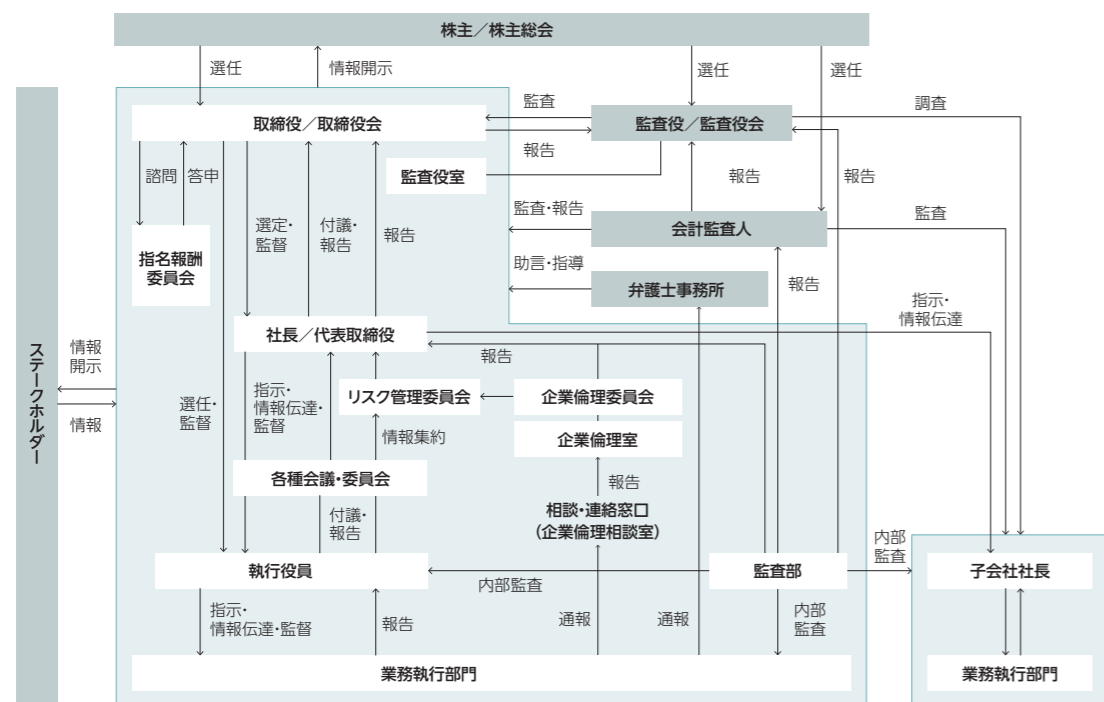 株主／株主総会
選任
情報開示
選任
選任
取締役／取締役会
監査
報告
監査役／監査役会
調査
諮問
答申
監査役室
報告
報告
選定・
監督
付議・
報告
報告
監査・報告
会計監査人
監査
指名報酬
委員会
助言・指導
弁護士事務所
報告
指示・
情報伝達
社長／代表取締役
報告
ステークホルダー
情報
開示
情報
選任・
監督
指示・
情報伝達・
監督
リスク管理委員会
企業倫理委員会
情報集約
企業倫理室
各種会議・委員会
報告
付議・
報告
相談・連絡窓口
（企業倫理相談室）
執行役員
内部監査
監査部
内部
監査
子会社社長
指示・
情報伝達・監督
報告
通報
通報
内部
監査
業務執行部門
業務執行部門